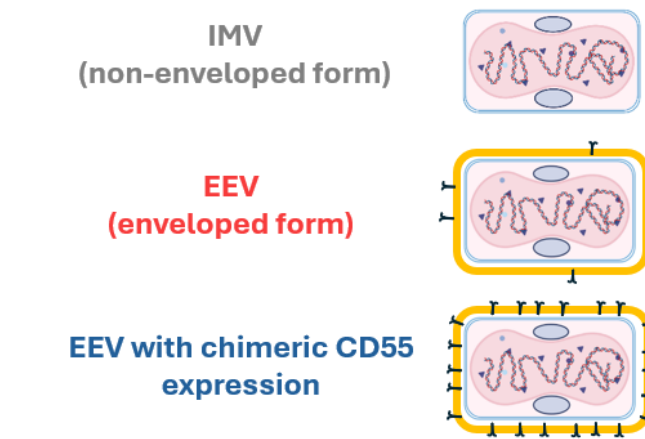 IMV
(non-enveloped form)
EEV
(enveloped form)
EEV with chimeric CD55
expression